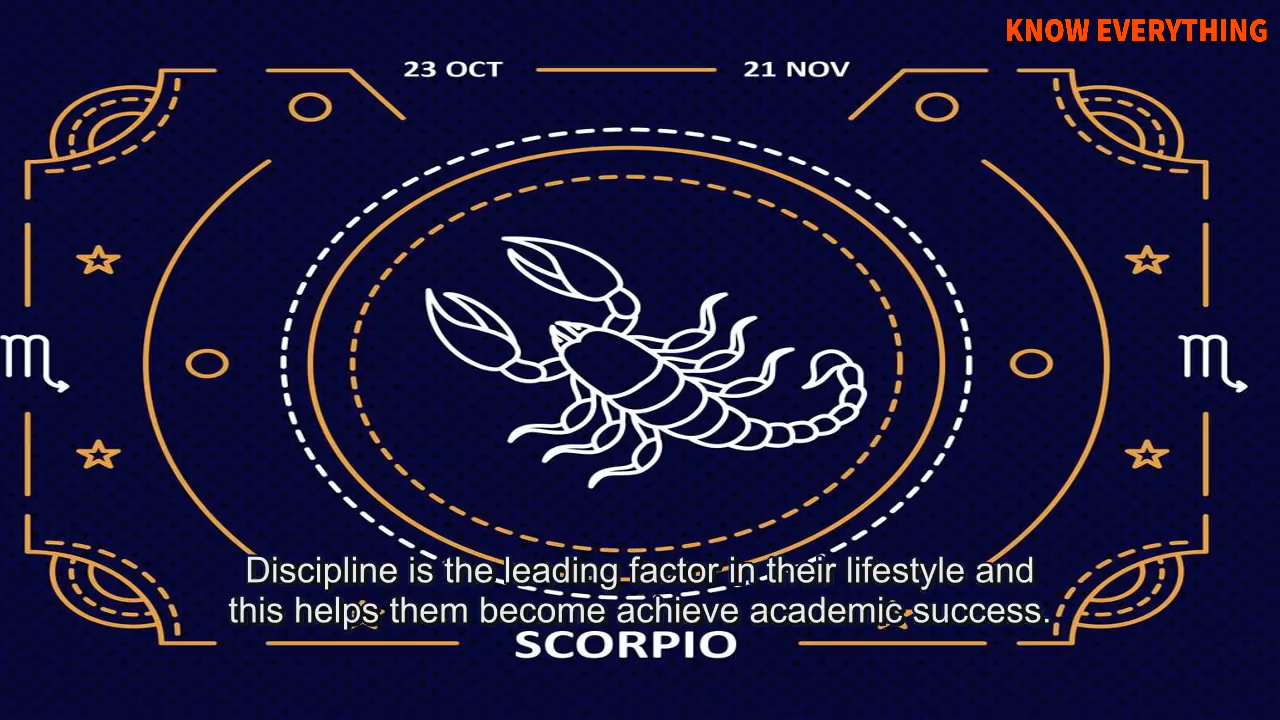 KNOW EVERYTHING
23 OCT 21 NOV
♏ ♏
Discipline is the leading factor in their lifestyle and
this helps them become achieve academic success.
SCORPIO